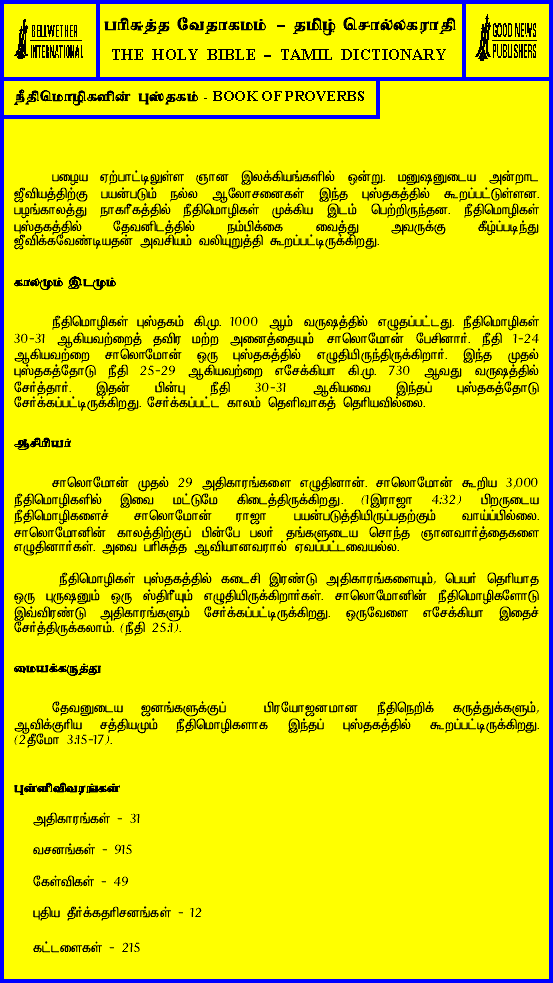 BELLWETHER
INTERNATIONAL
பரிசுத்த வேதாகமம் – தமிழ் சொல்லகராதி
THE HOLY BIBLE – TAMIL DICTIONARY
GOOD NEWS
PUBLISHERS
நீதிமொழிகளின் புஸ்தகம் - BOOK OF PROVERBS
பழைய ஏற்பாட்டிலுள்ள ஞான இலக்கியங்களில் ஒன்று. மனுஷனுடைய அன்றாட
ஜீவியத்திற்கு பயன்படும் நல்ல ஆலோசனைகள் இந்த புஸ்தகத்தில் கூறப்பட்டுள்ளன.
பழங்காலத்து நாகரீகத்தில் நீதிமொழிகள் முக்கிய இடம் பெற்றிருந்தன. நீதிமொழிகள்
புஸ்தகத்தில் தேவனிடத்தில் நம்பிக்கை வைத்து அவருக்கு கீழ்ப்படிந்து
ஜீவிக்கவேண்டியதன் அவசியம் வலியுறுத்தி கூறப்பட்டிருக்கிறது.
காலமும் இடமும்
நீதிமொழிகள் புஸ்தகம் கி.மு. 1000 ஆம் வருஷத்தில் எழுதப்பட்டது. நீதிமொழிகள்
30-31 ஆகியவற்றைத் தவிர மற்ற அனைத்தையும் சாலொமோன் பேசினார். நீதி 1-24
ஆகியவற்றை சாலொமோன் ஒரு புஸ்தகத்தில் எழுதியிருந்திருக்கிறார். இந்த முதல்
புஸ்தகத்தோடு நீதி 25-29 ஆகியவற்றை எசேக்கியா கி.மு. 730 ஆவது வருஷத்தில்
சேர்த்தார். இதன் பின்பு நீதி 30-31 ஆகியவை இந்தப் புஸ்தகத்தோடு
சேர்க்கப்பட்டிருக்கிறது. சேர்க்கப்பட்ட காலம் தெளிவாகத் தெரியவில்லை.
ஆசிரியர்
சாலொமோன் முதல் 29 அதிகாரங்களை எழுதினான். சாலொமோன் கூறிய 3,000
நீதிமொழிகளில் இவை மட்டுமே கிடைத்திருக்கிறது. (1இராஜா 4:32) பிறருடைய
நீதிமொழிகளைச் சாலொமோன் ராஜா பயன்படுத்தியிருப்பதற்கும் வாய்ப்பில்லை.
சாலொமோனின் காலத்திற்குப் பின்பே பலர் தங்களுடைய சொந்த ஞானவார்த்தைகளை
எழுதினார்கள். அவை பரிசுத்த ஆவியானவரால் ஏவப்பட்டவையல்ல.
நீதிமொழிகள் புஸ்தகத்தில் கடைசி இரண்டு அதிகாரங்களையும், பெயர் தெரியாத
ஒரு புருஷனும் ஒரு ஸ்திரீயும் எழுதியிருக்கிறார்கள். சாலொமோனின் நீதிமொழிகளோடு
இவ்விரண்டு அதிகாரங்களும் சேர்க்கப்பட்டிருக்கிறது. ஒருவேளை எசேக்கியா இதைச்
சேர்த்திருக்கலாம். (நீதி 25:1).
மையக்கருத்து
தேவனுடைய ஜனங்களுக்குப் பிரயோஜனமான நீதிநெறிக் கருத்துக்களும்,
ஆவிக்குரிய சத்தியமும் நீதிமொழிகளாக இந்தப் புஸ்தகத்தில் கூறப்பட்டிருக்கிறது.
(2தீமோ 3:15-17).
புள்ளிவிவரங்கள்
அதிகாரங்கள் - 31
வசனங்கள் - 915
கேள்விகள் - 49
புதிய தீர்க்கதரிசனங்கள் - 12
கட்டளைகள் - 215